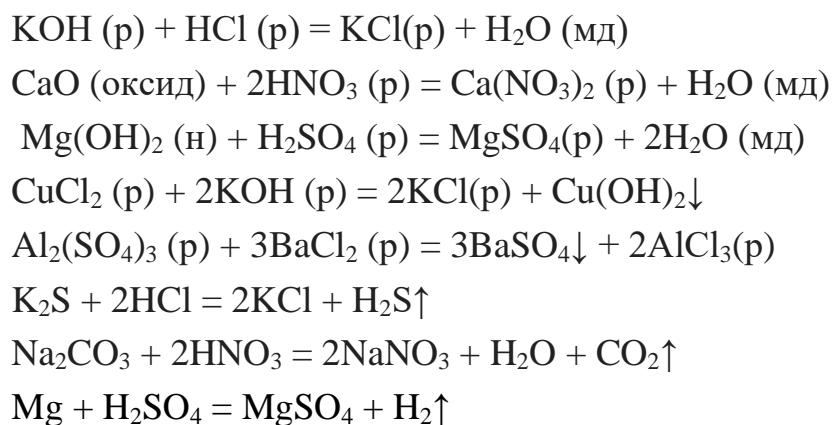 KOH (р) + HCl (р) = KCl(р) + H₂O (мд)
CaO (оксид) + 2HNO₃ (р) = Ca(NO₃)₂ (р) + H₂O (мд)
Mg(OH)₂ (н) + H₂SO₄ (р) = MgSO₄(р) + 2H₂O (мд)
CuCl₂ (р) + 2KOH (р) = 2KCl(р) + Cu(OH)₂↓
Al₂(SO₄)₃ (р) + 3BaCl₂ (р) = 3BaSO₄↓ + 2AlCl₃(р)
K₂S + 2HCl = 2KCl + H₂S↑
Na₂CO₃ + 2HNO₃ = 2NaNO₃ + H₂O + CO₂↑
Mg + H₂SO₄ = MgSO₄ + H₂↑